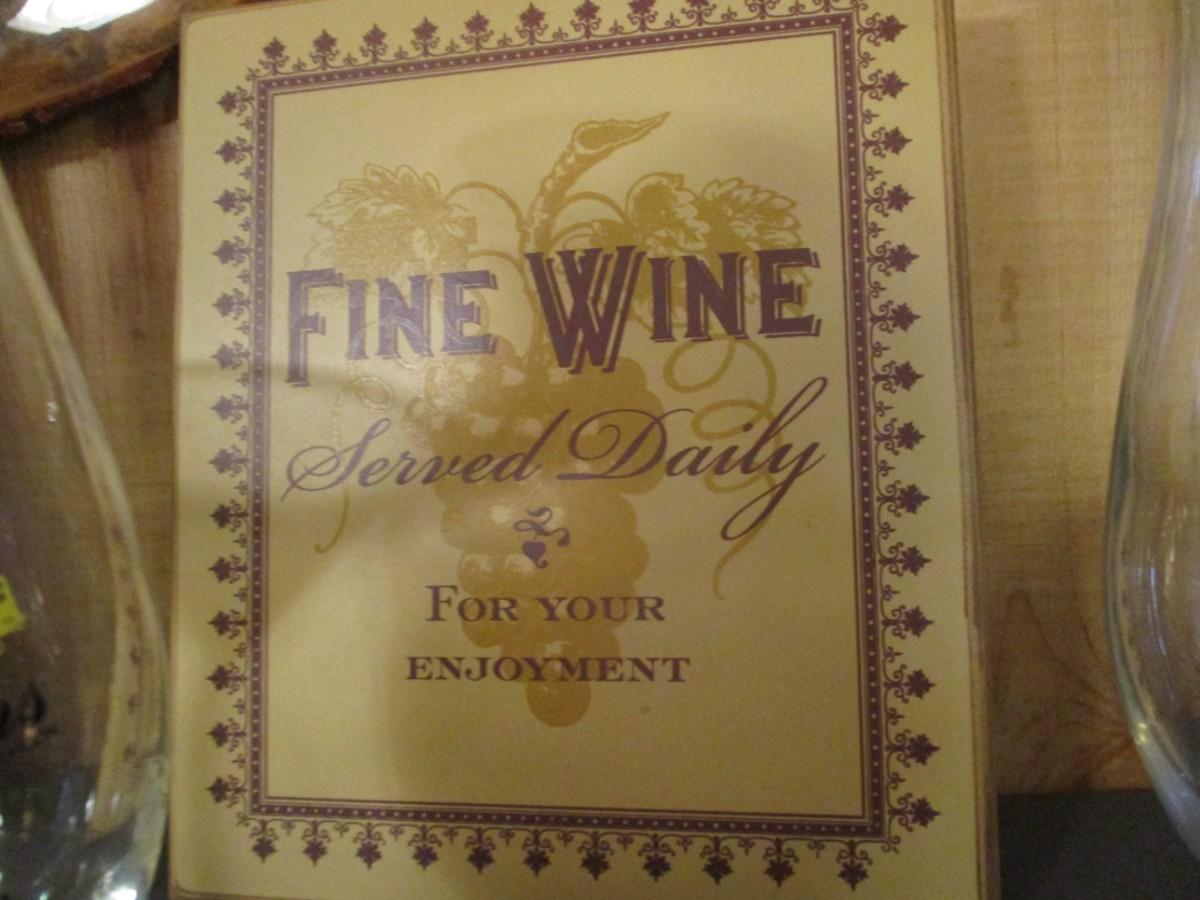 FINE WINE
Served Daily
FOR YOUR
ENJOYMENT